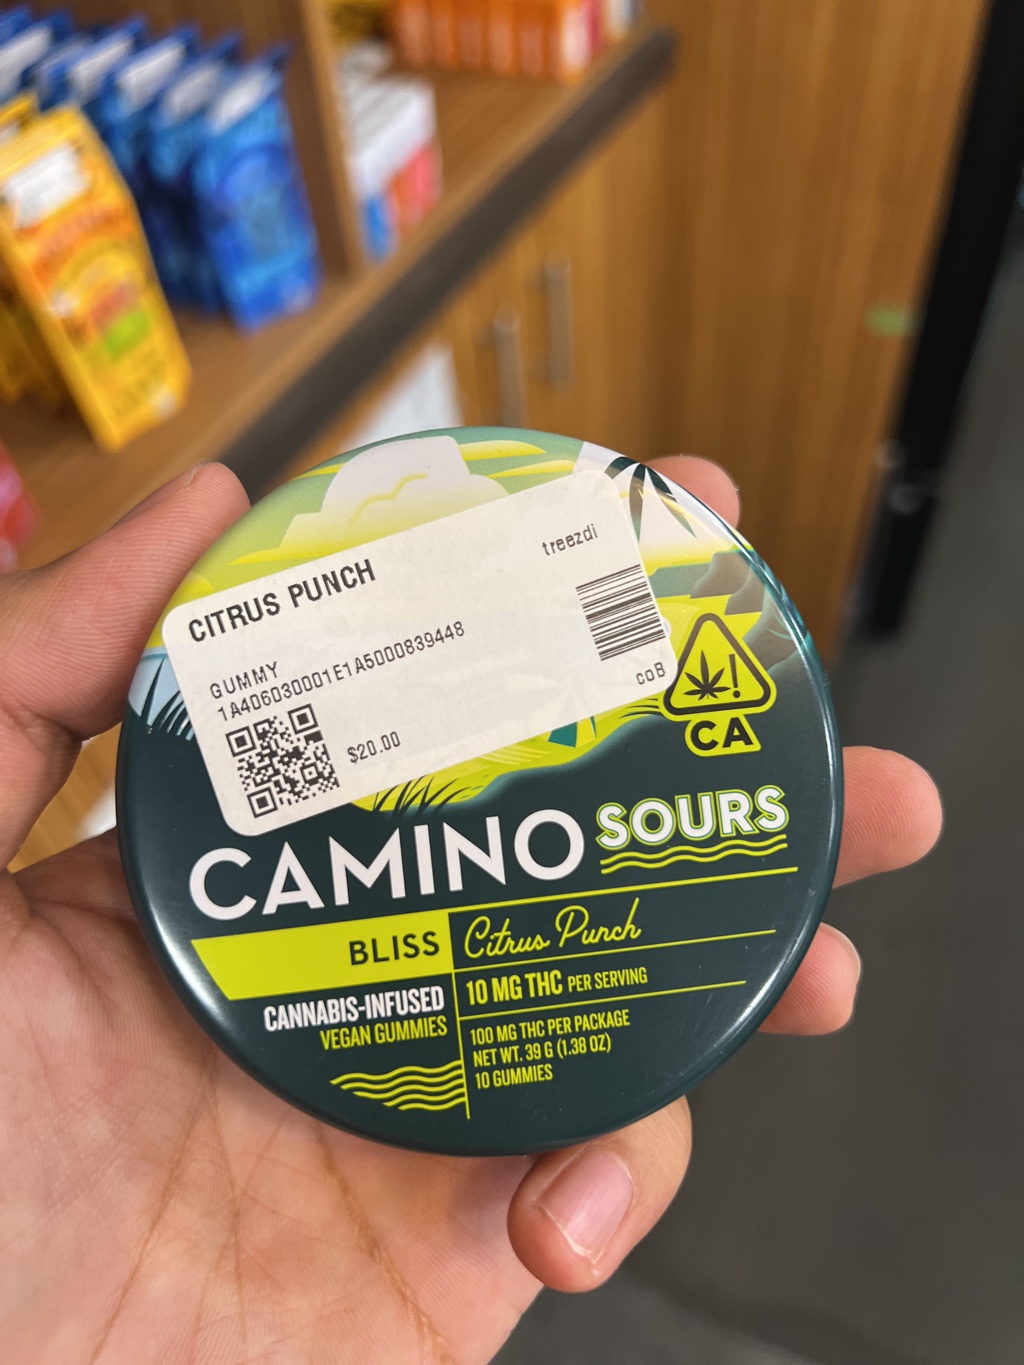 CITRUS PUNCH
treezdi
GUMMY
1A406030001E1A5000839448
$20.00
coB
!
CA
CAMINO SOURS
BLISS
Citrus Punch
CANNABIS-INFUSED
VEGAN GUMMIES
10 MG THC PER SERVING
100 MG THC PER PACKAGE
NET WT. 39 G (1.38 OZ)
10 GUMMIES